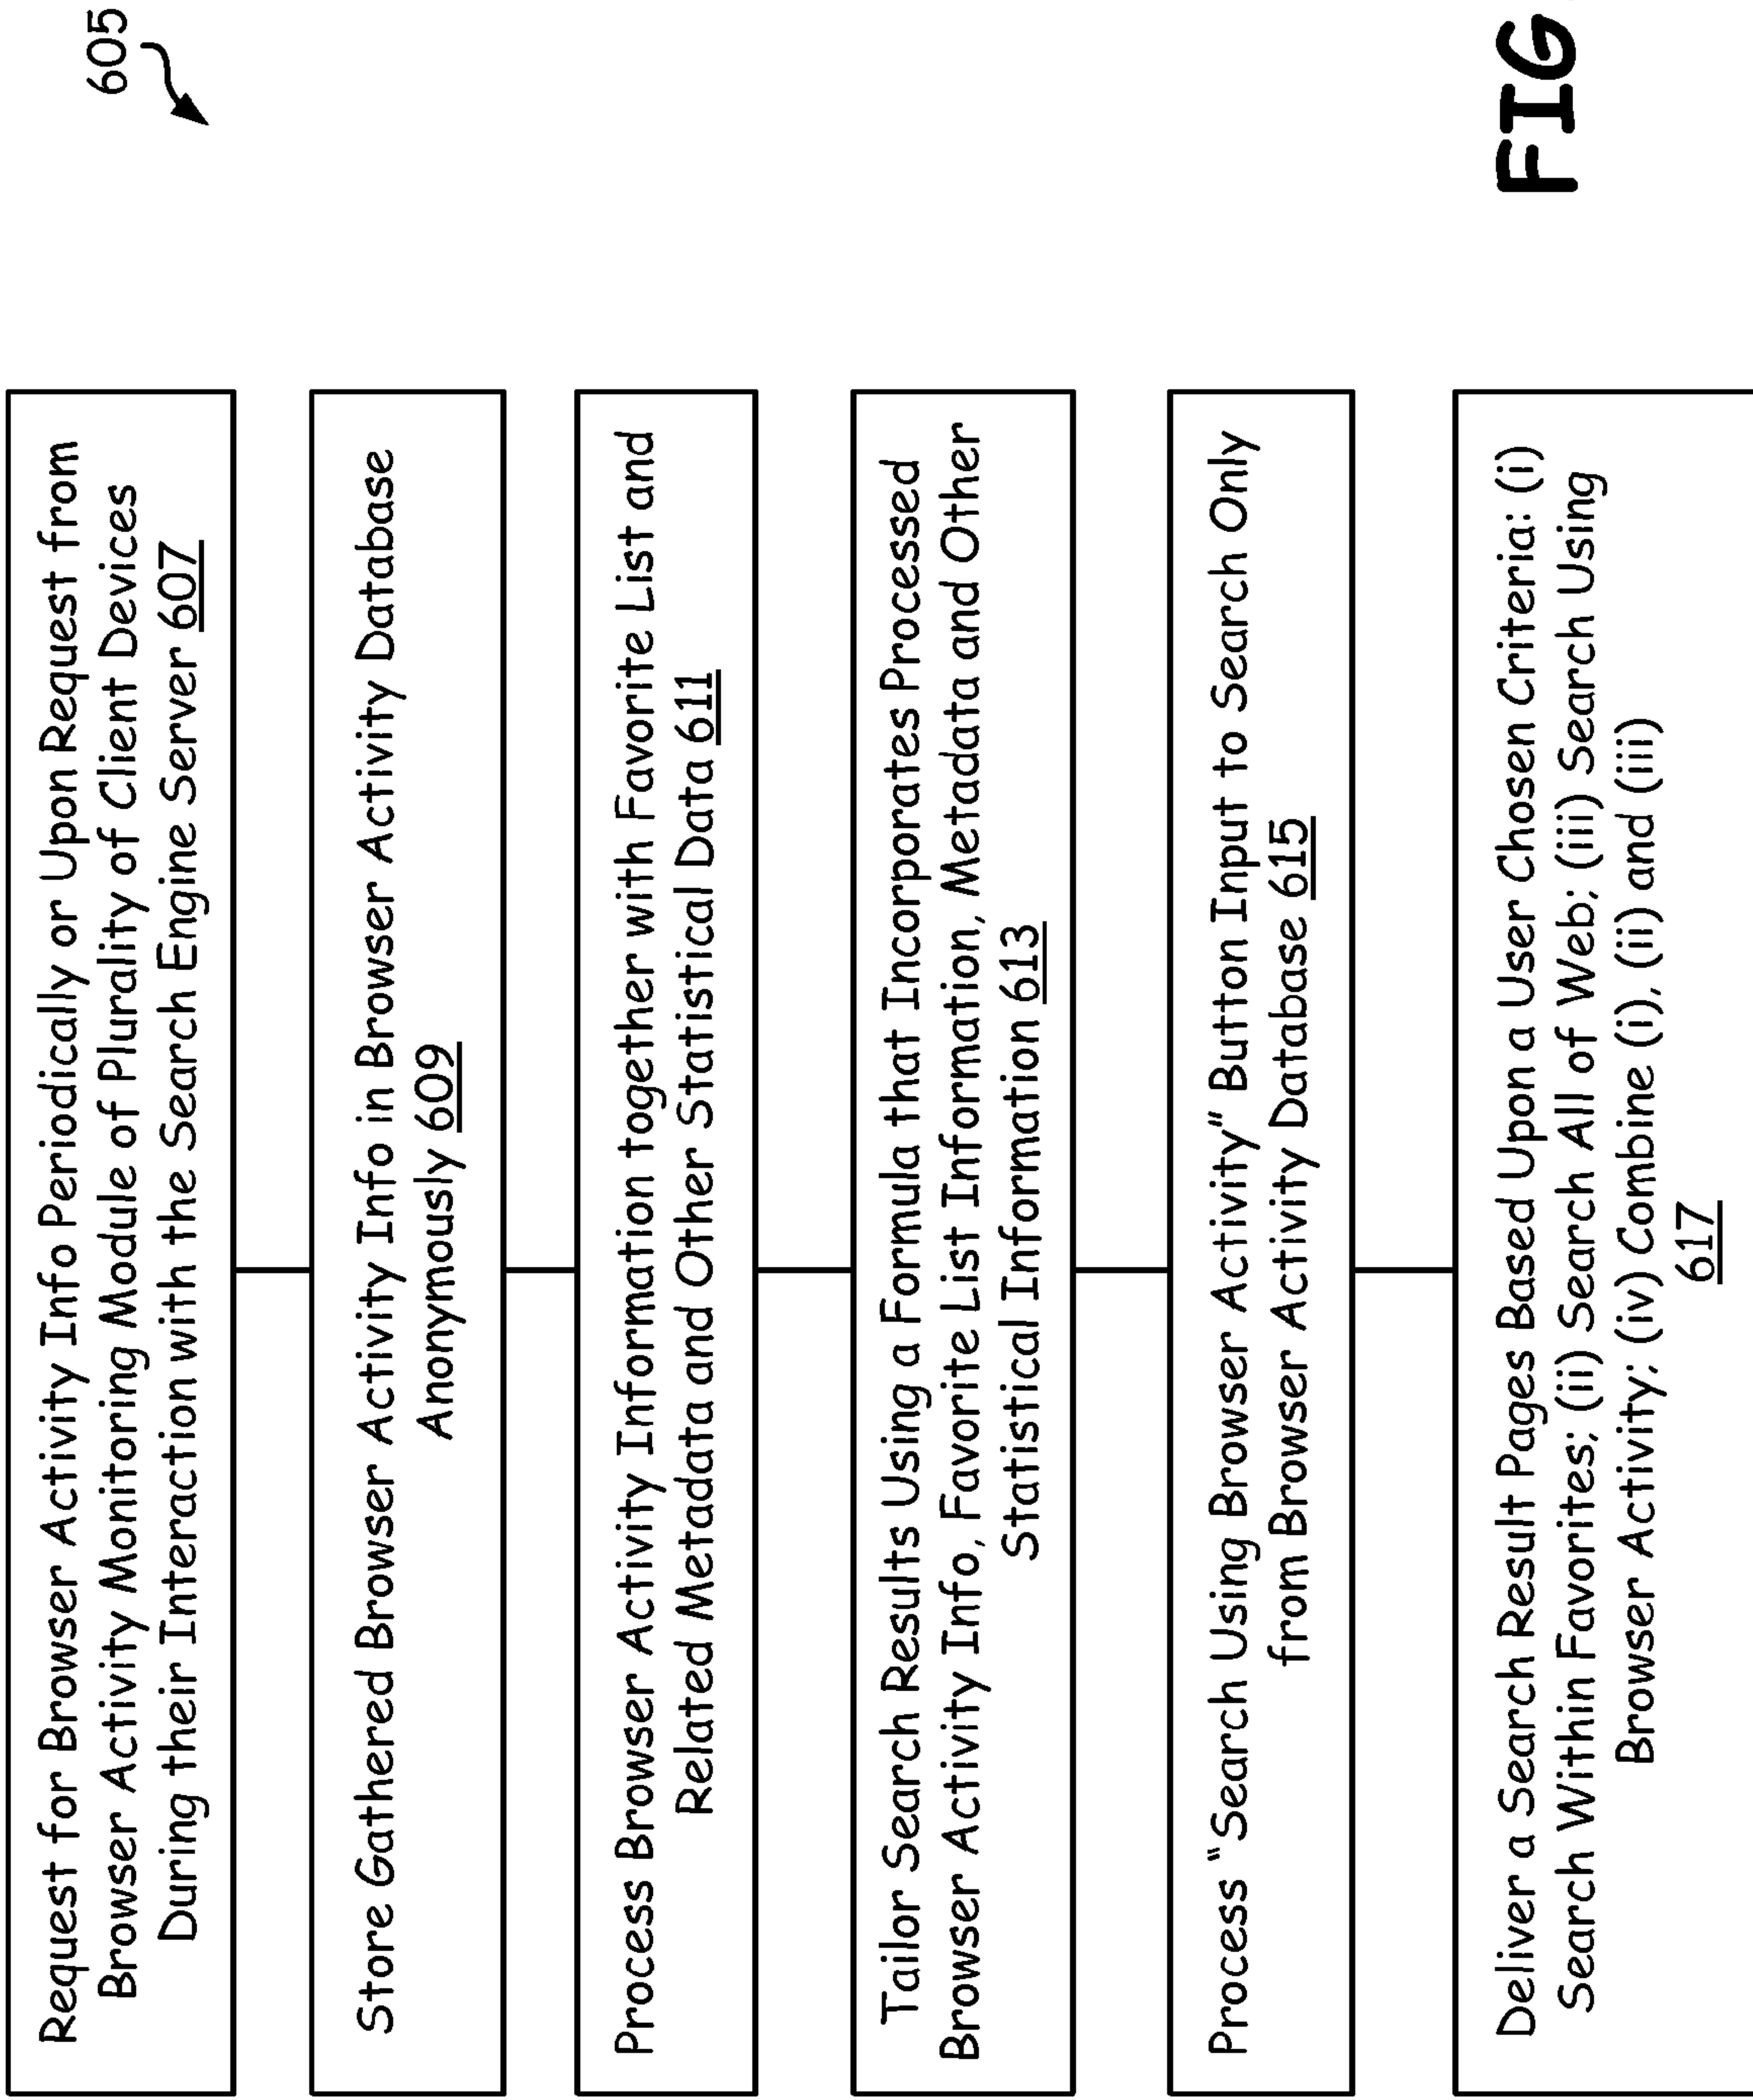 605
Request for Browser Activity Info Periodically or Upon Request from
Browser Activity Monitoring Module of Plurality of Client Devices
During their Interaction with the Search Engine Server 607
Store Gathered Browser Activity Info in Browser Activity Database
Anonymously 609
Process Browser Activity Information together with Favorite List and
Related Metadata and Other Statistical Data 611
Tailor Search Results Using a Formula that Incorporates Processed
Browser Activity Info, Favorite List Information, Metadata and Other
Statistical Information 613
Process “Search Using Browser Activity” Button Input to Search Only
from Browser Activity Database 615
Deliver a Search Result Pages Based Upon a User Chosen Criteria: (i)
Search Within Favorites; (ii) Search All of Web; (iii) Search Using
Browser Activity; (iv) Combine (i), (ii) and (iii)
617
FIG